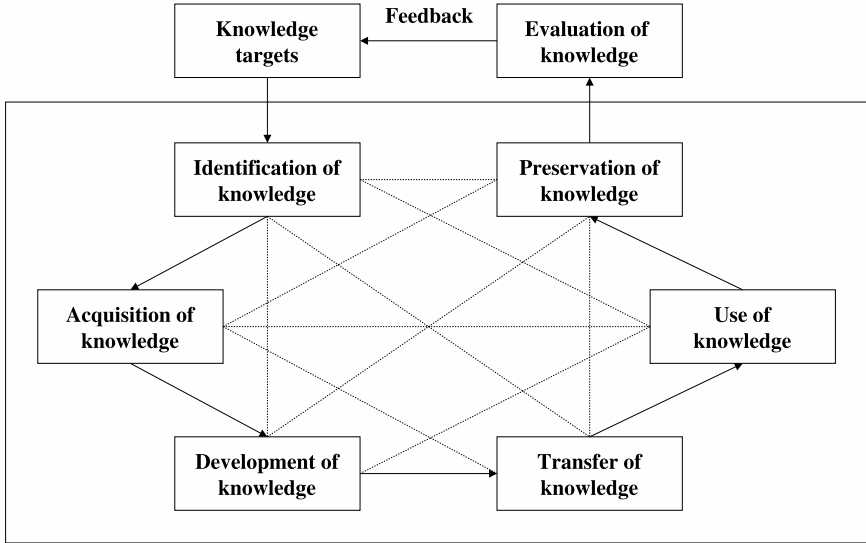 Knowledge
targets
Feedback
Evaluation of
knowledge
Identification of
knowledge
Preservation of
knowledge
Acquisition of
knowledge
Use of
knowledge
Development of
knowledge
Transfer of
knowledge